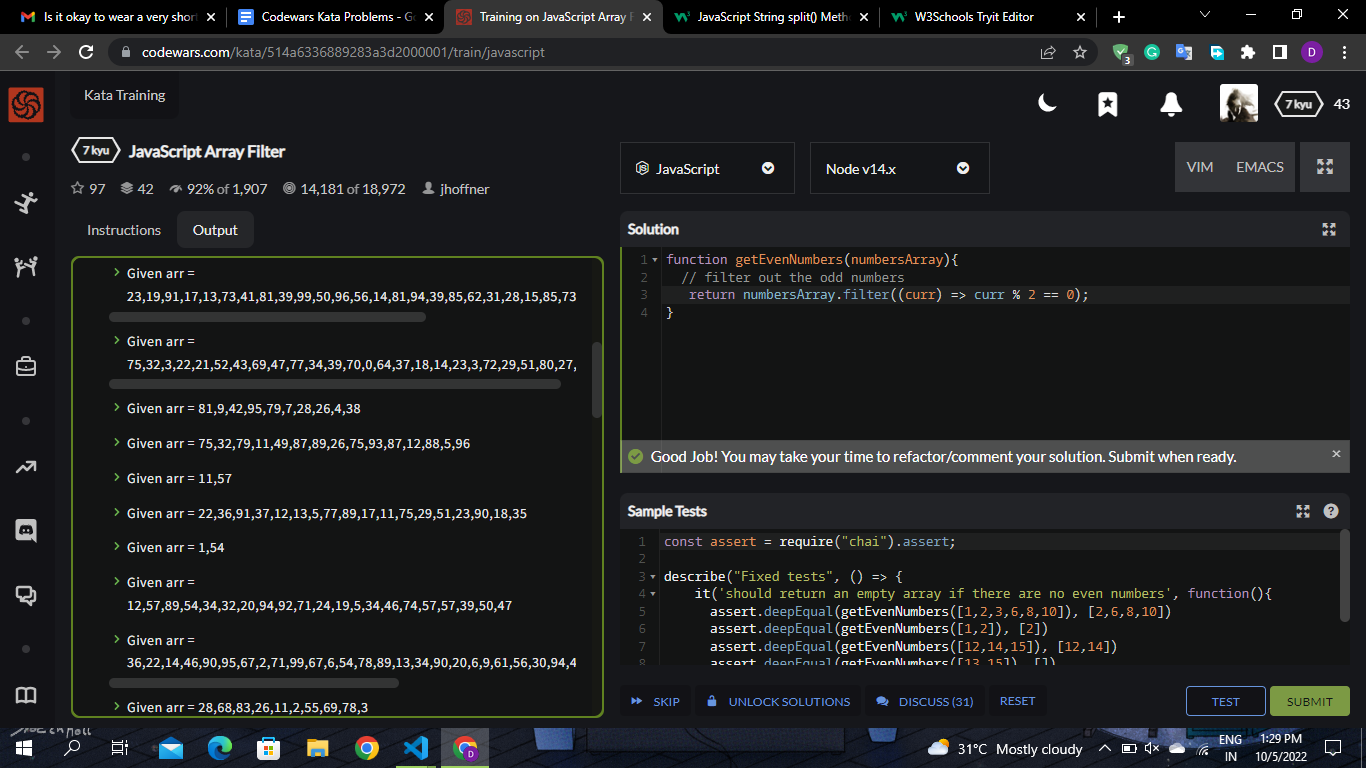 Is it okay to wear a very shor
Codewars Kata Problems - Go
Training on JavaScript Array F
JavaScript String split() Meth
W3Schools Tryit Editor
codewars.com/kata/514a6336889283a3d2000001/train/javascript
3
D
Kata Training
7 kyu
43
7 kyu
JavaScript Array Filter
97
42
92% of 1,907
14,181 of 18,972
jhoffner
JavaScript
Node v14.x
VIM
EMACS
Instructions
Output
Given arr =
23,19,91,17,13,73,41,81,39,99,50,96,56,14,81,94,39,85,62,31,28,15,85,73
Given arr =
75,32,3,22,21,52,43,69,47,77,34,39,70,0,64,37,18,14,23,3,72,29,51,80,27,
Given arr = 81,9,42,95,79,7,28,26,4,38
Given arr = 75,32,79,11,49,87,89,26,75,93,87,12,88,5,96
Given arr = 11,57
Given arr = 22,36,91,37,12,13,5,77,89,17,11,75,29,51,23,90,18,35
Given arr = 1,54
Given arr =
12,57,89,54,34,32,20,94,92,71,24,19,5,34,46,74,57,57,39,50,47
Given arr =
36,22,14,46,90,95,67,2,71,99,67,6,54,78,89,13,34,90,20,6,9,61,56,30,94,4
Given arr = 28,68,83,26,11,2,55,69,78,3
Solution
1 function getEvenNumbers(numbersArray){
2 // filter out the odd numbers
3 return numbersArray.filter((curr) => curr % 2 == 0);
4 }
Good Job! You may take your time to refactor/comment your solution. Submit when ready.
Sample Tests
1 const assert = require("chai").assert;
2
3 describe("Fixed tests", () => {
4 it('should return an empty array if there are no even numbers', function(){
5 assert.deepEqual(getEvenNumbers([1,2,3,6,8,10]), [2,6,8,10])
6 assert.deepEqual(getEvenNumbers([1,2]), [2])
7 assert.deepEqual(getEvenNumbers([12,14,15]), [12,14])
8 assert.deepEqual(getEvenNumbers([13,15]), [])
SKIP
UNLOCK SOLUTIONS
DISCUSS (31)
RESET
TEST
SUBMIT
D
31°C Mostly cloudy
ENG
IN
1:29 PM
10/5/2022